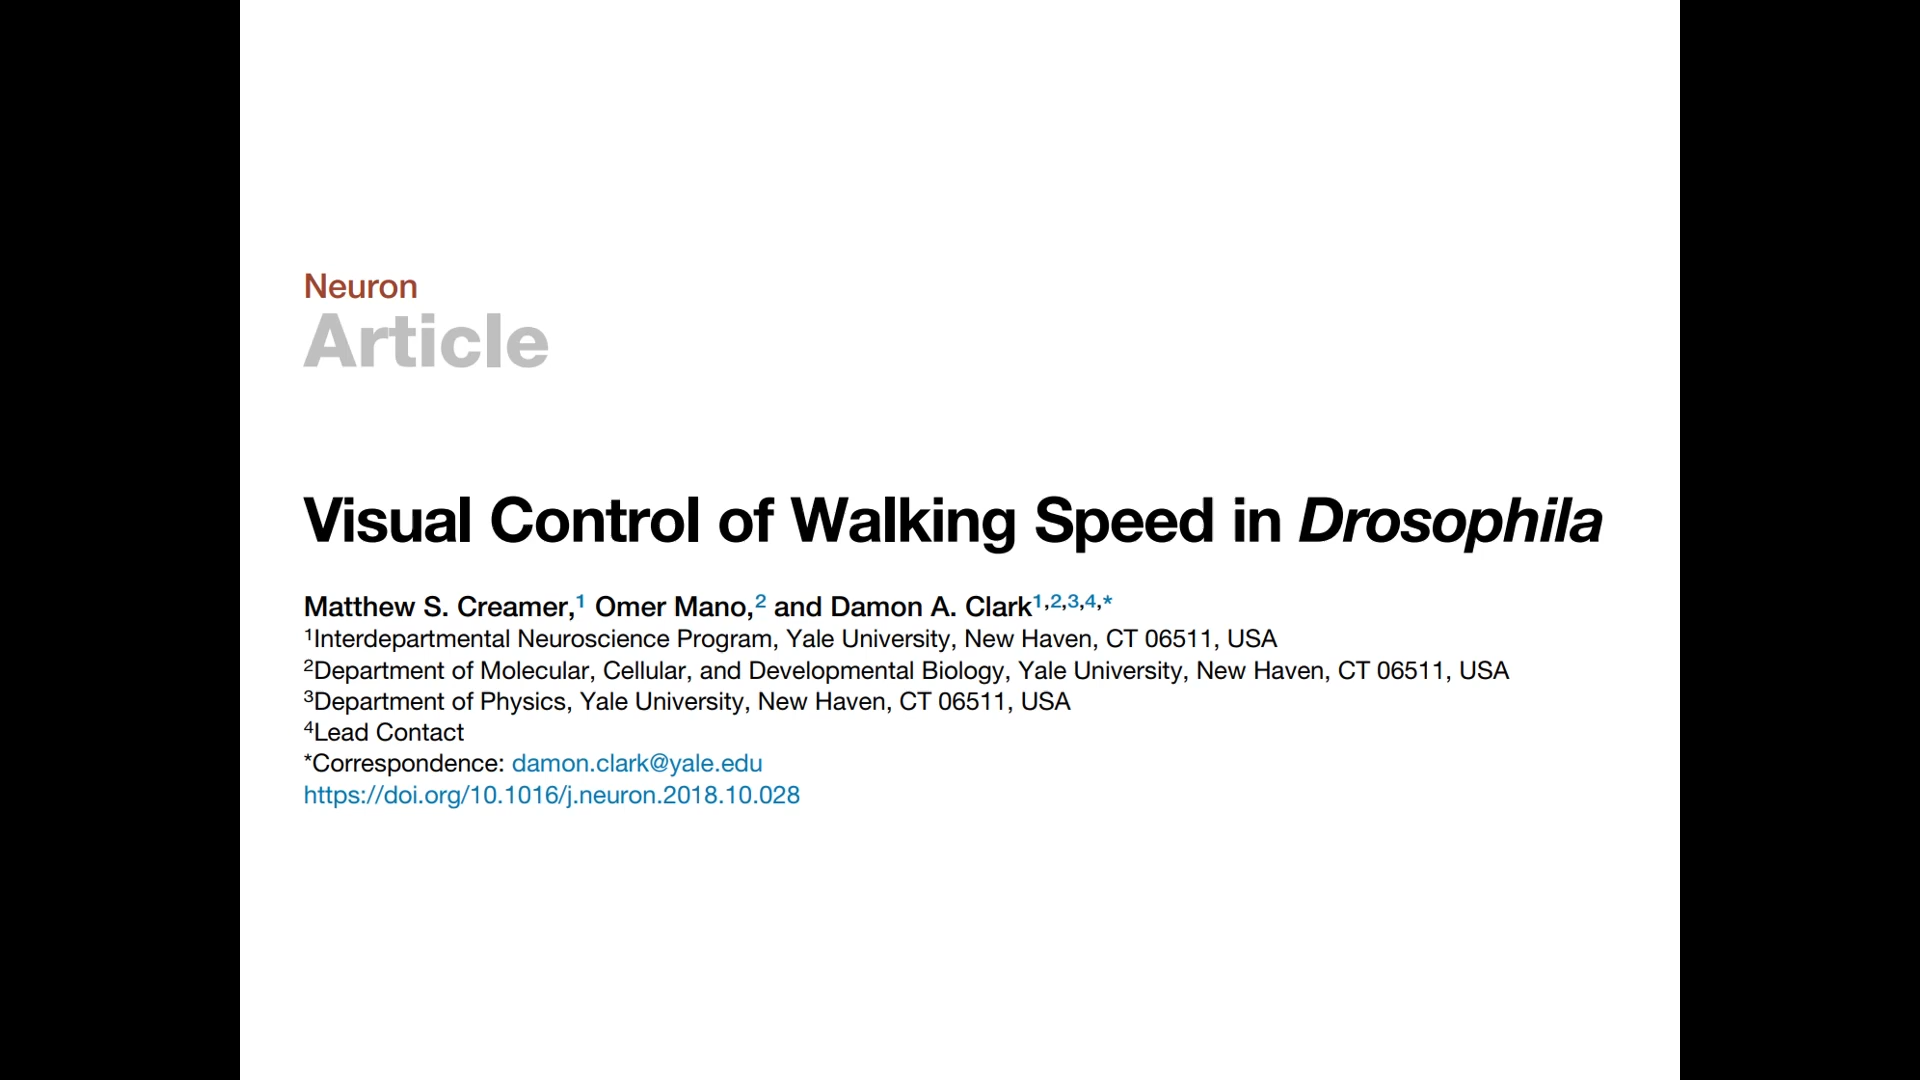 Neuron
Article
Visual Control of Walking Speed in Drosophila
Matthew S. Creamer,1 Omer Mano,2 and Damon A. Clark1,2,3,4,*
1Interdepartmental Neuroscience Program, Yale University, New Haven, CT 06511, USA
2Department of Molecular, Cellular, and Developmental Biology, Yale University, New Haven, CT 06511, USA
3Department of Physics, Yale University, New Haven, CT 06511, USA
4Lead Contact
*Correspondence: damon.clark@yale.edu
https://doi.org/10.1016/j.neuron.2018.10.028